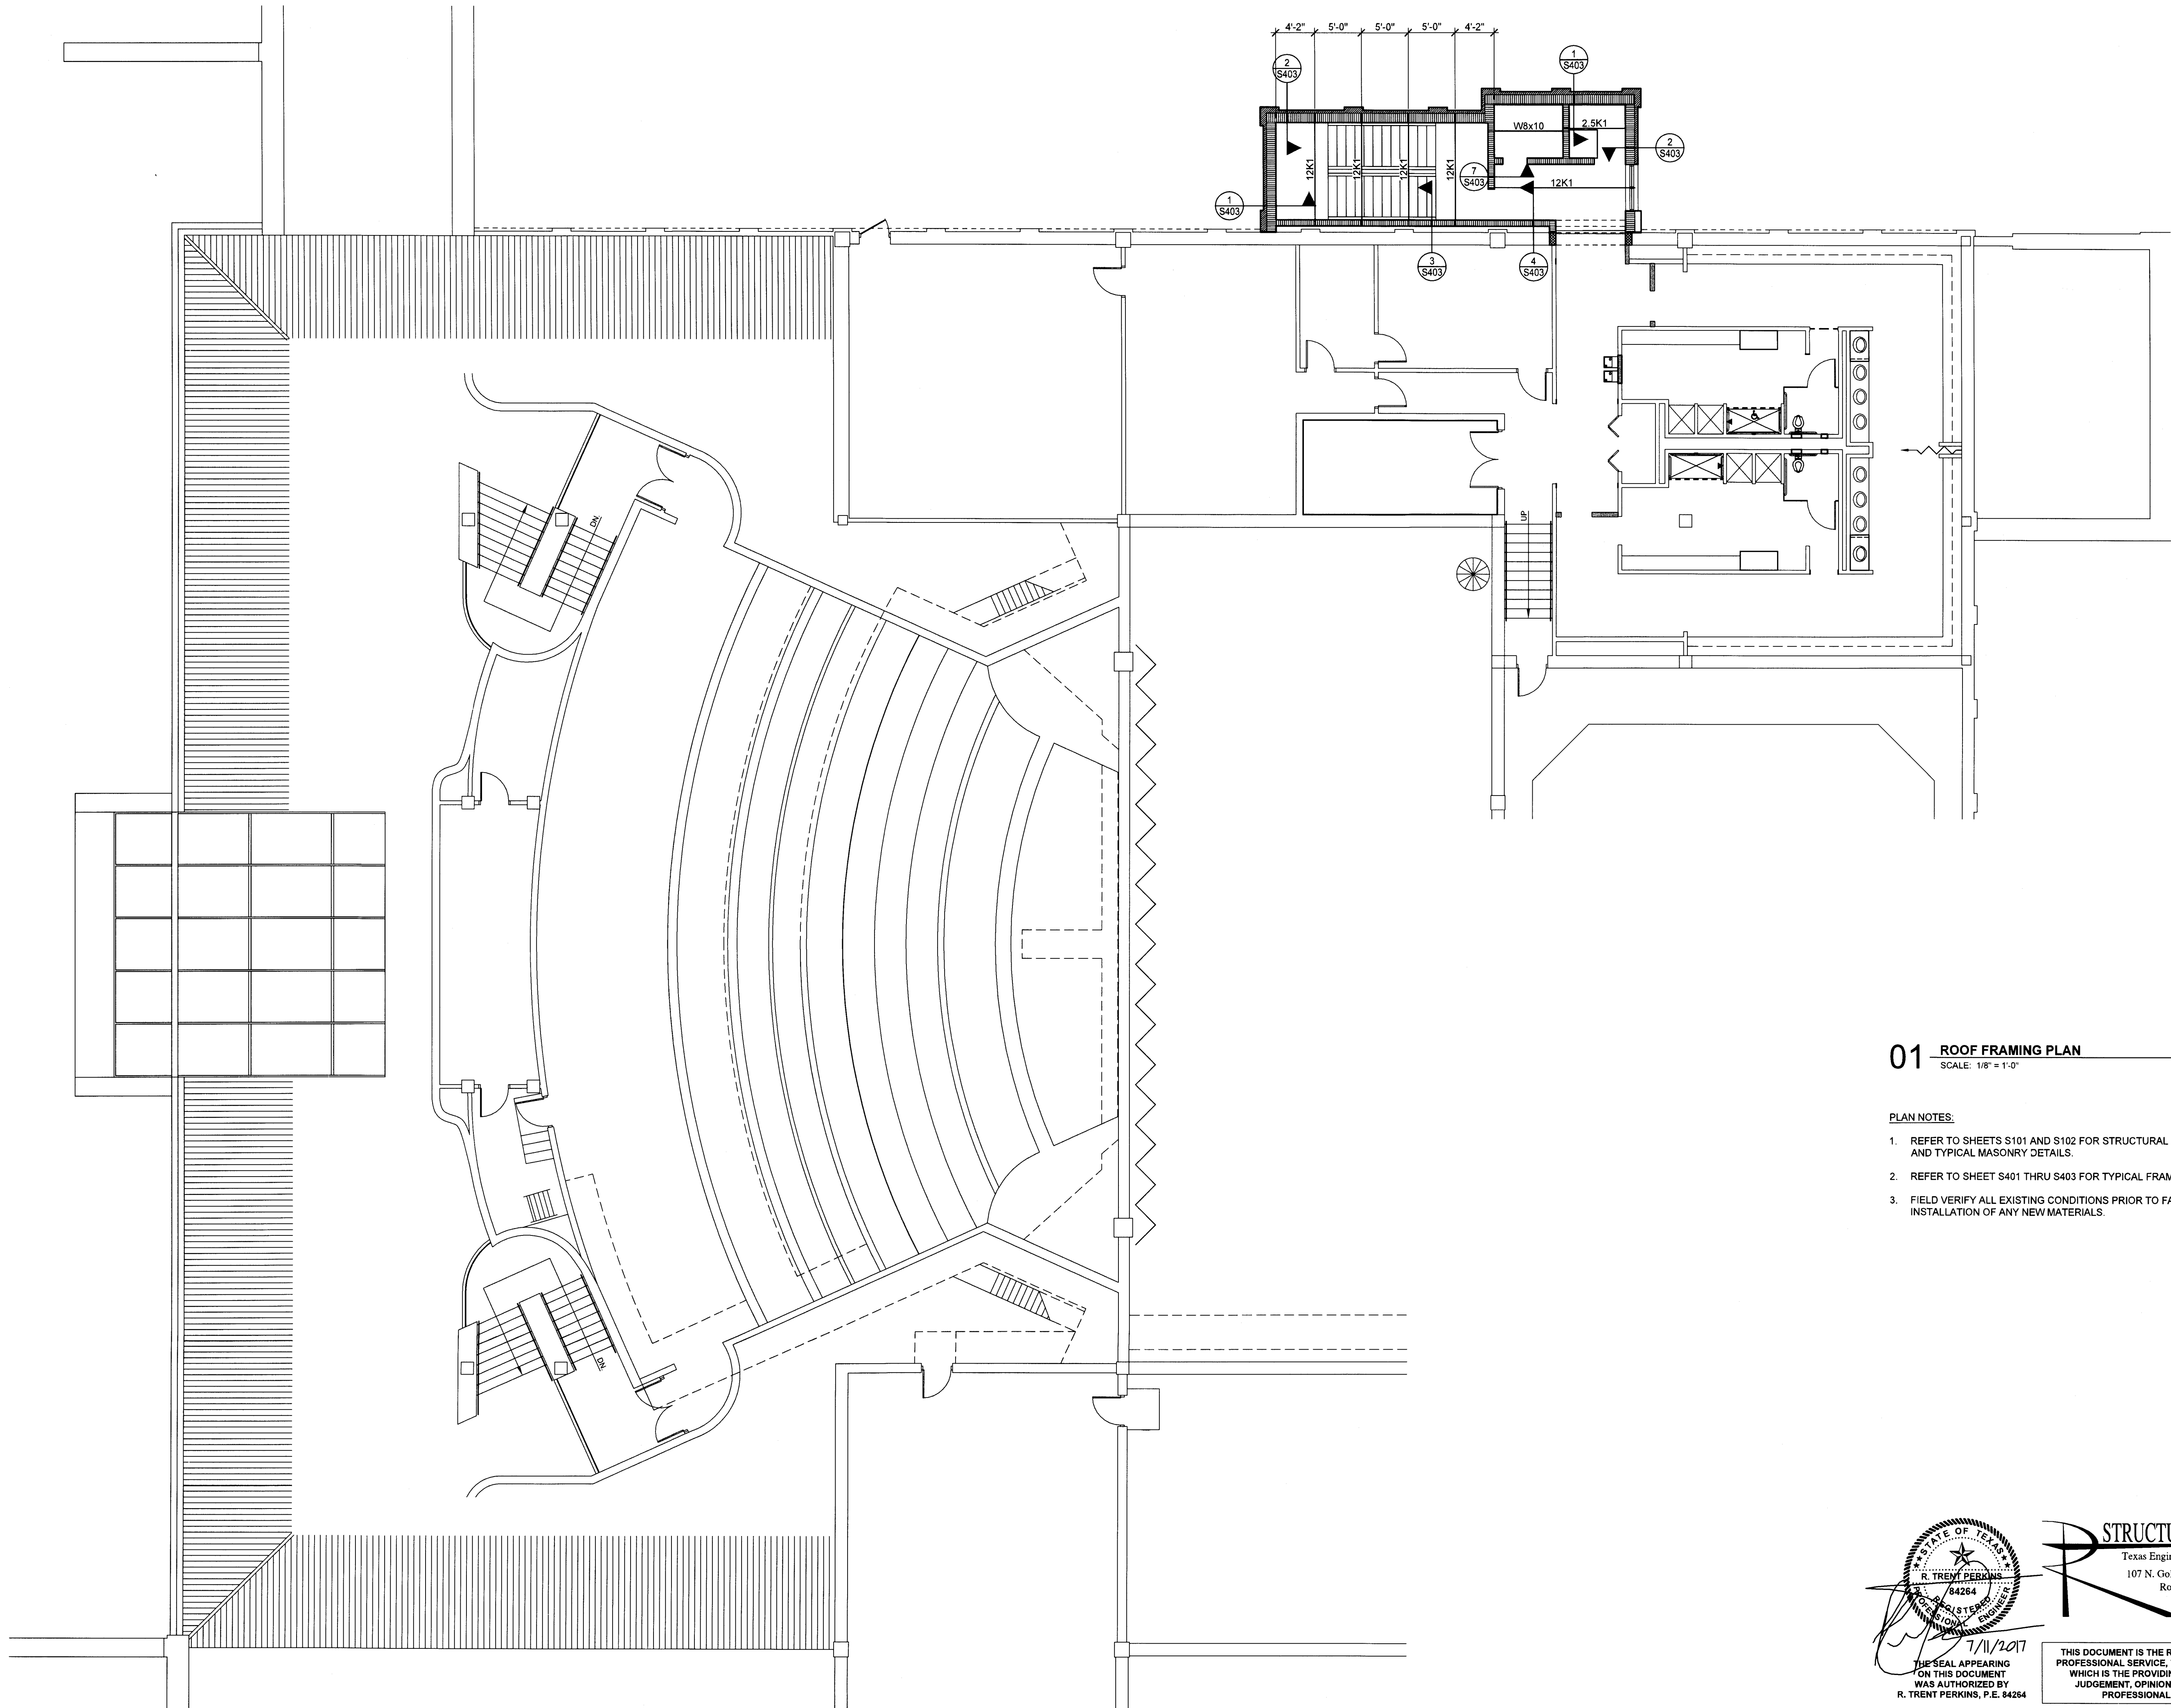 4'-2" 5'-0" 5'-0" 5'-0" 4'-2"
2
S403
1
S403
W8x10
2.5K1
2
S403
12K1
12K1
12K1
12K1
7
S403
12K1
1
S403
3
S403
4
S403
DN.
UP
DN.
01 ROOF FRAMING PLAN
SCALE: 1/8" = 1'-0"
PLAN NOTES:
1. REFER TO SHEETS S101 AND S102 FOR STRUCTURAL
AND TYPICAL MASONRY DETAILS.
2. REFER TO SHEET S401 THRU S403 FOR TYPICAL FRAM
3. FIELD VERIFY ALL EXISTING CONDITIONS PRIOR TO FA
INSTALLATION OF ANY NEW MATERIALS.
STATE OF TEXAS
R. TRENT PERKINS
84264
REGISTERED
PROFESSIONAL ENGINEER
7/11/2017
THE SEAL APPEARING
ON THIS DOCUMENT
WAS AUTHORIZED BY
R. TRENT PERKINS, P.E. 84264
STRUCTU
Texas Engi
107 N. Gol
Ro
THIS DOCUMENT IS THE R
PROFESSIONAL SERVICE,
WHICH IS THE PROVIDIN
JUDGEMENT, OPINION
PROFESSIONAL